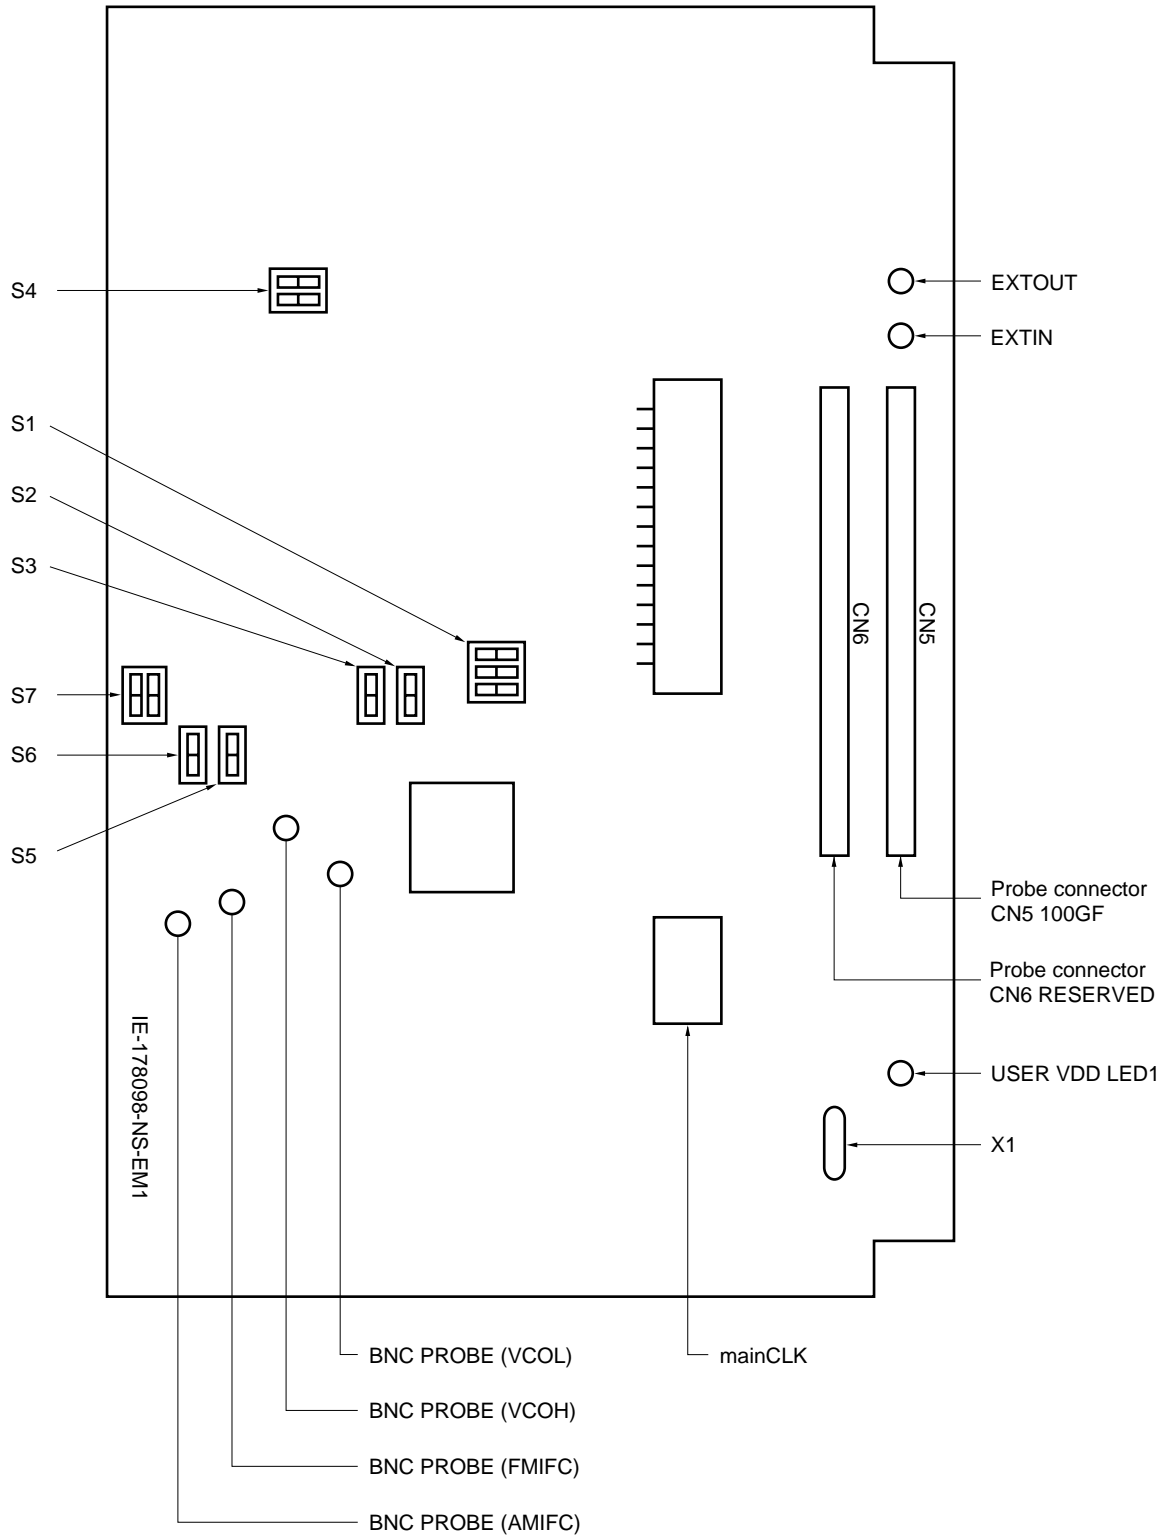 S4
EXTOUT
EXTIN
S1
S2
S3
CN6
CN5
S7
S6
S5
Probe connector
CN5 100GF
Probe connector
CN6 RESERVED
IE-178098-NS-EM1
USER VDD LED1
X1
BNC PROBE (VCOL)
mainCLK
BNC PROBE (VCOH)
BNC PROBE (FMIFC)
BNC PROBE (AMIFC)